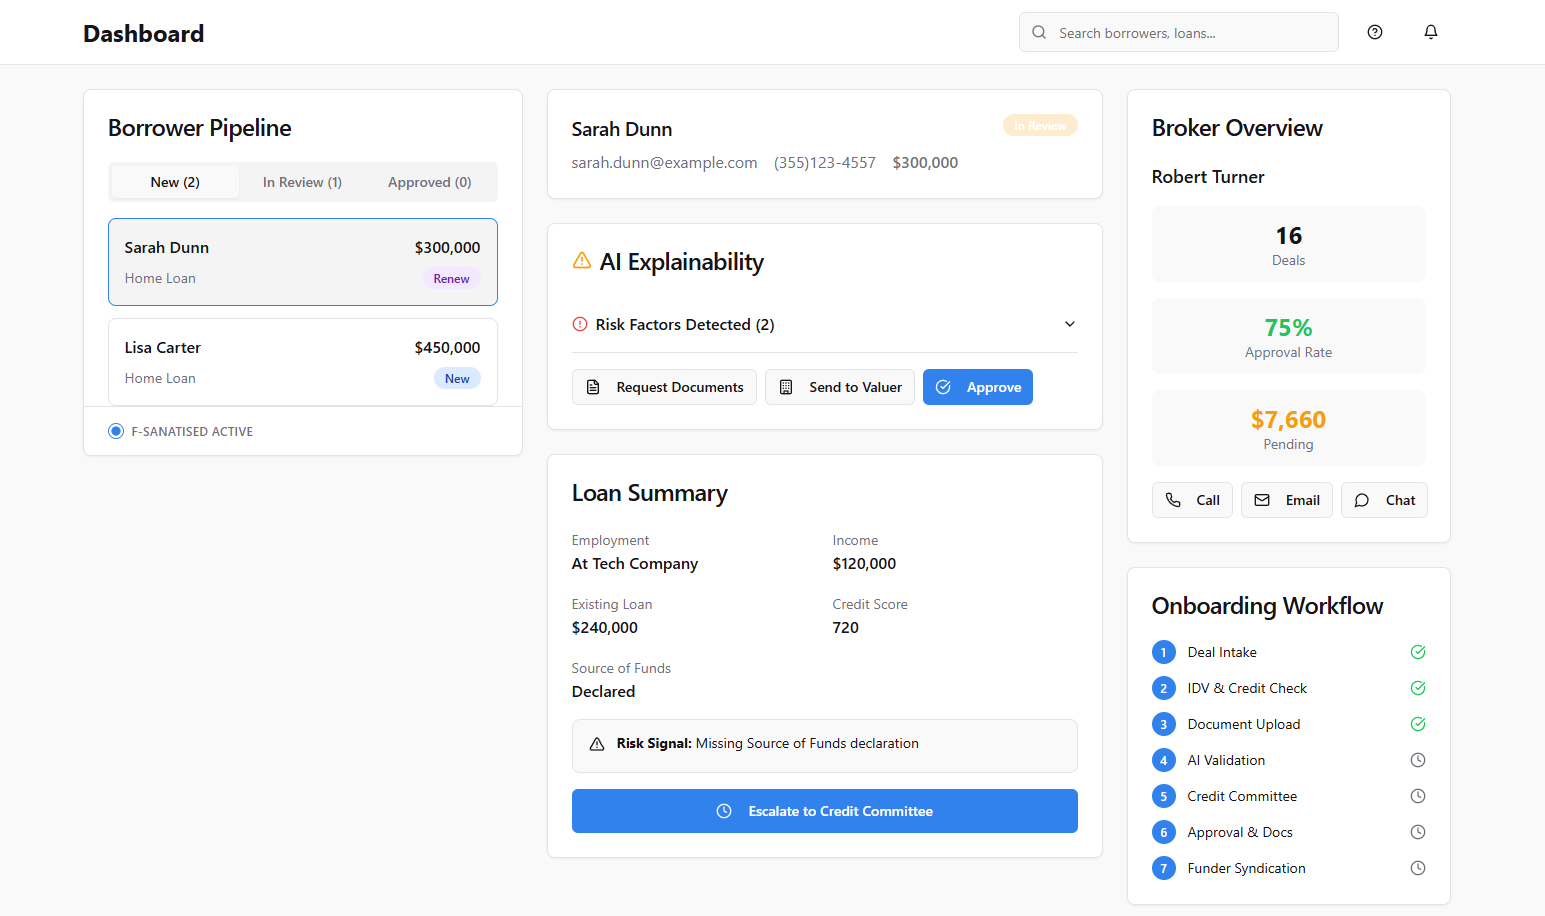 Dashboard
Search borrowers, loans...
Borrower Pipeline
New (2)
In Review (1)
Approved (0)
Sarah Dunn
$300,000
Home Loan
Renew
Lisa Carter
$450,000
Home Loan
New
F-SANATISED ACTIVE
Sarah Dunn
In Review
sarah.dunn@example.com (355)123-4557 $300,000
AI Explainability
Risk Factors Detected (2)
Request Documents
Send to Valuer
Approve
Loan Summary
Employment
At Tech Company
Income
$120,000
Existing Loan
$240,000
Credit Score
720
Source of Funds
Declared
Risk Signal: Missing Source of Funds declaration
Escalate to Credit Committee
Broker Overview
Robert Turner
16
Deals
75%
Approval Rate
$7,660
Pending
Call
Email
Chat
Onboarding Workflow
1 Deal Intake
2 IDV & Credit Check
3 Document Upload
4 AI Validation
5 Credit Committee
6 Approval & Docs
7 Funder Syndication